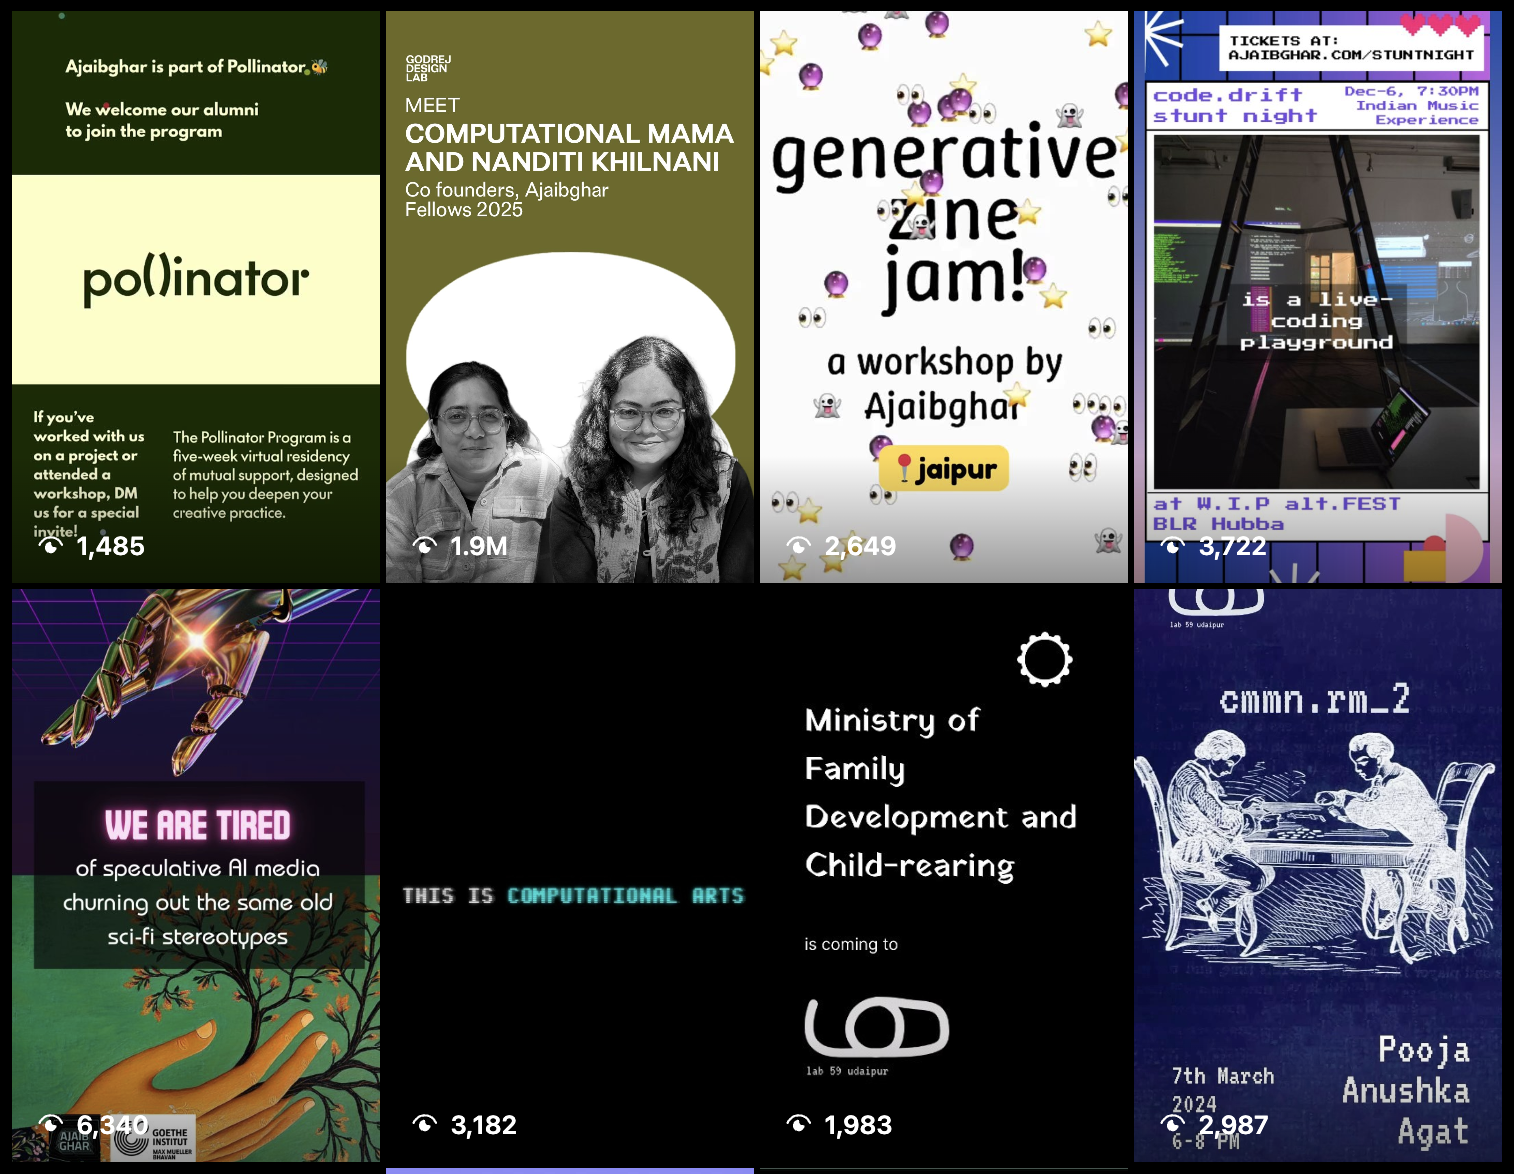 Ajaibghar is part of Pollinator.🐝
We welcome our alumni
to join the program
pollinator
If you've
worked with us
on a project or
attended a
workshop, DM
us for a special
invite!
The Pollinator Program is a
five-week virtual residency
of mutual support, designed
to help you deepen your
creative practice.
1,485
GODREJ
DESIGN
LAB
MEET
COMPUTATIONAL MAMA
AND NANDITI KHILNANI
Co founders, Ajaibghar
Fellows 2025
1.9M
generative
zine
jam!
a workshop by
Ajaibghar
📍jaipur
2,649
TICKETS AT:
AJAIBGHAR.COM/STUNTNIGHT
code.drift
stunt night
Dec-6, 7:30PM
Indian Music
Experience
is a live-
coding
playground
at W.I.P alt.FEST
BLR Hubba
3,722
WE ARE TIRED
of speculative AI media
churning out the same old
sci-fi stereotypes
AJAIB
GHAR
GOETHE
INSTITUT
MAX MUELLER
BHAVAN
6,340
THIS IS COMPUTATIONAL ARTS
3,182
Ministry of
Family
Development and
Child-rearing
is coming to
lab 59 udaipur
1,983
lab 59 udaipur
cmmn.rm_2
7th March
2024
6-8 PM
Pooja
Anushka
Agat
2,987